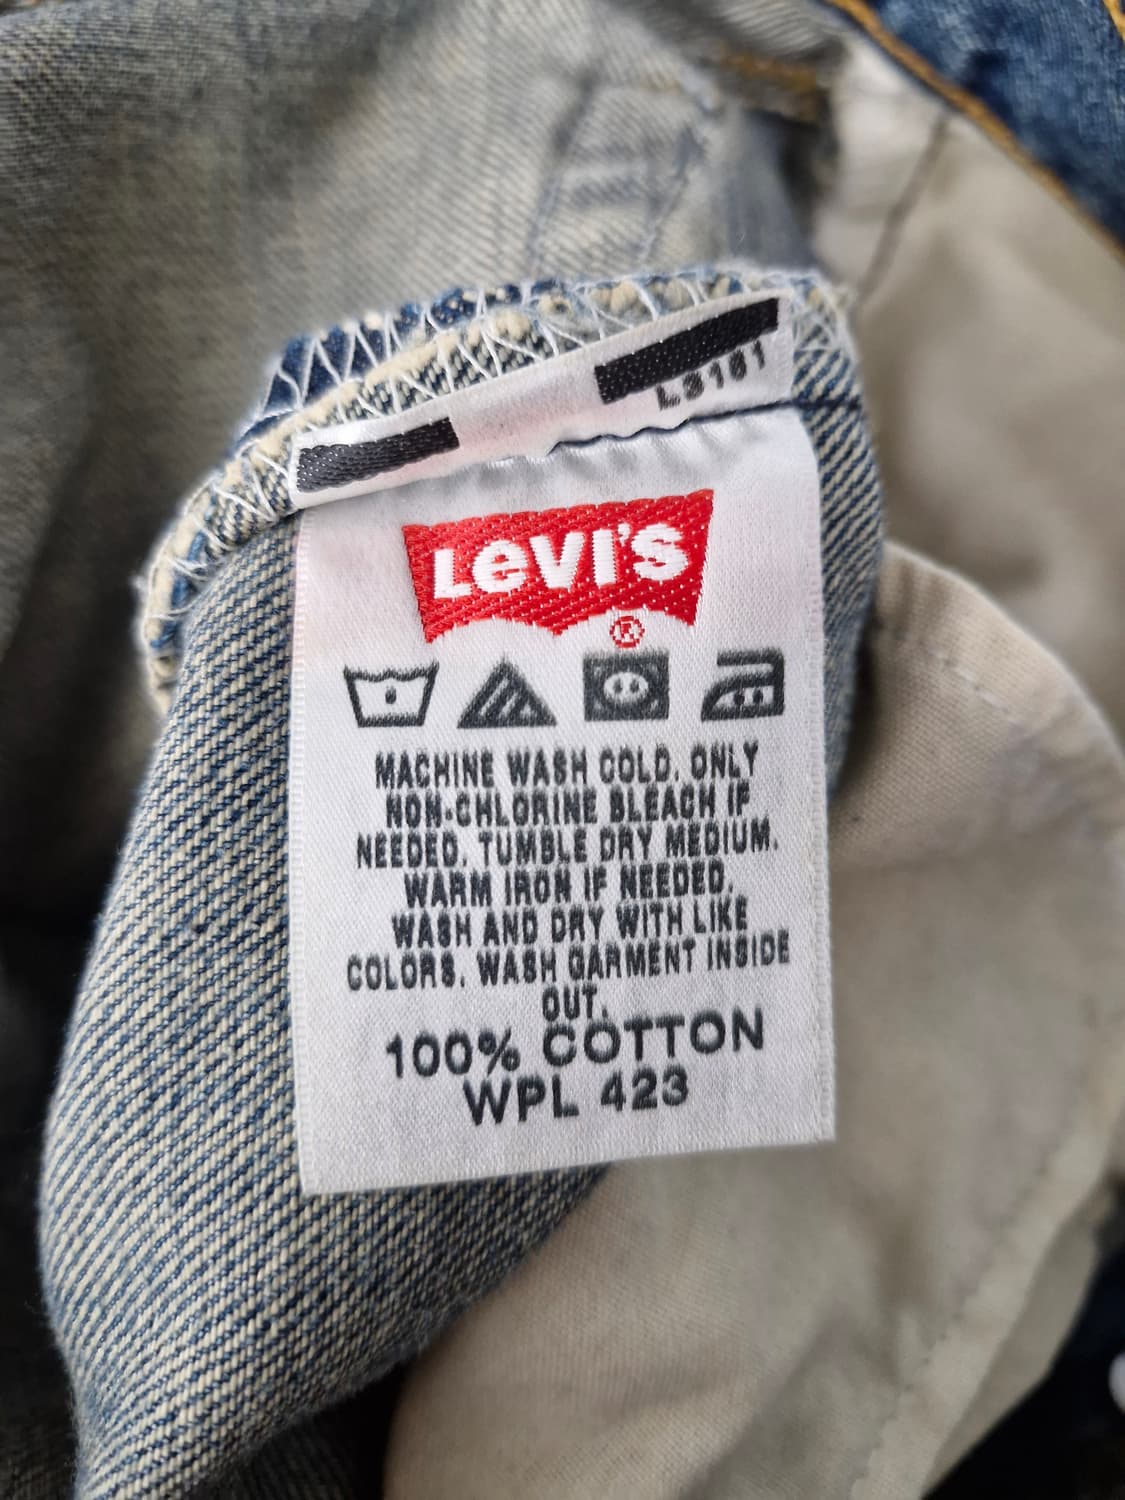 L3181
LEVI'S
®
MACHINE WASH COLD. ONLY
NON-CHLORINE BLEACH IF
NEEDED. TUMBLE DRY MEDIUM.
WARM IRON IF NEEDED.
WASH AND DRY WITH LIKE
COLORS. WASH GARMENT INSIDE
OUT.
100% COTTON
WPL 423